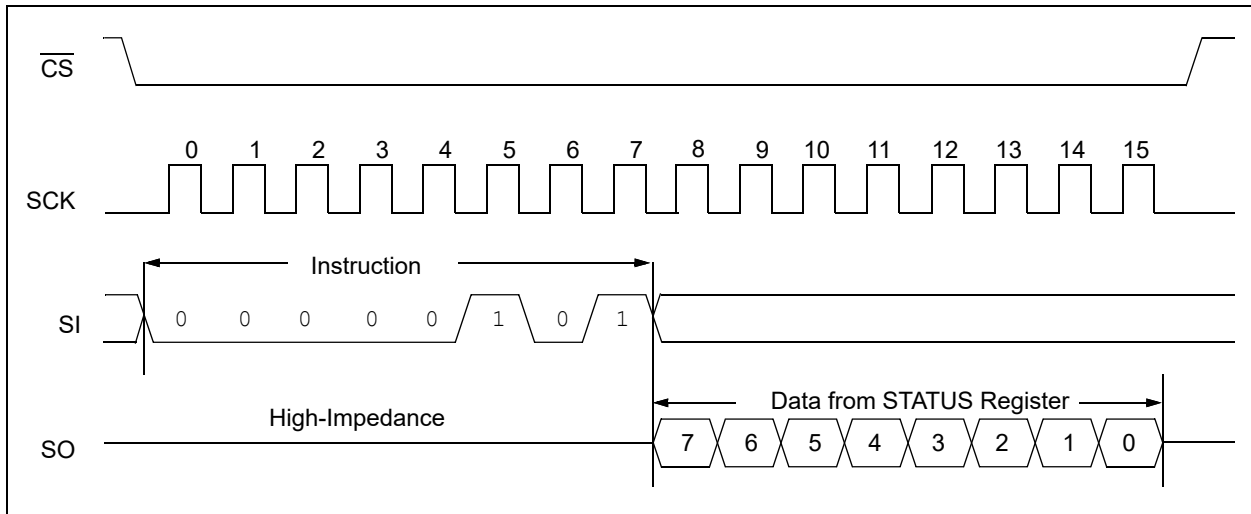 CS
0 1 2 3 4 5 6 7 8 9 10 11 12 13 14 15
SCK
Instruction
SI 0 0 0 0 0 1 0 1
Data from STATUS Register
High-Impedance
SO 7 6 5 4 3 2 1 0